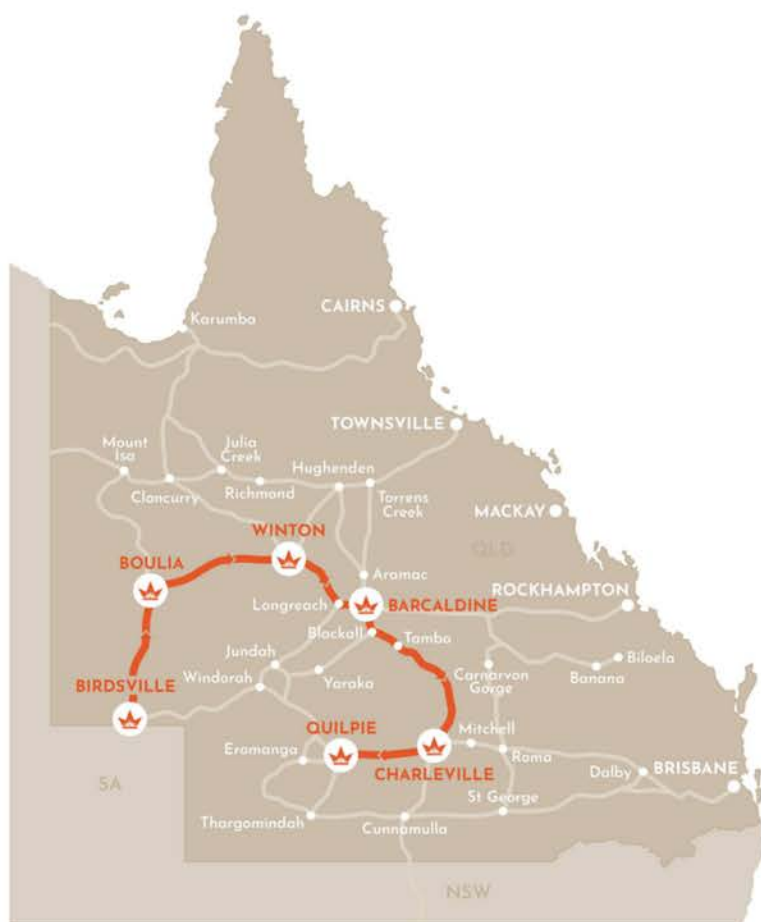 CAIRNS
Karumba
TOWNSVILLE
Mount
Isa
Julia
Creek
Hughenden
Cloncurry
Richmond
Torrens
Creek
MACKAY
QLD
WINTON
BOULIA
Aramac
ROCKHAMPTON
Longreach
BARCALDINE
Blackall
Tambo
Jundah
Biloela
Carnarvon
Gorge
Banana
Windorah
Yaraka
BIRDSVILLE
QUILPIE
Mitchell
Eromanga
Roma
CHARLEVILLE
Dalby
BRISBANE
SA
St George
Thargomindah
Cunnamulla
NSW